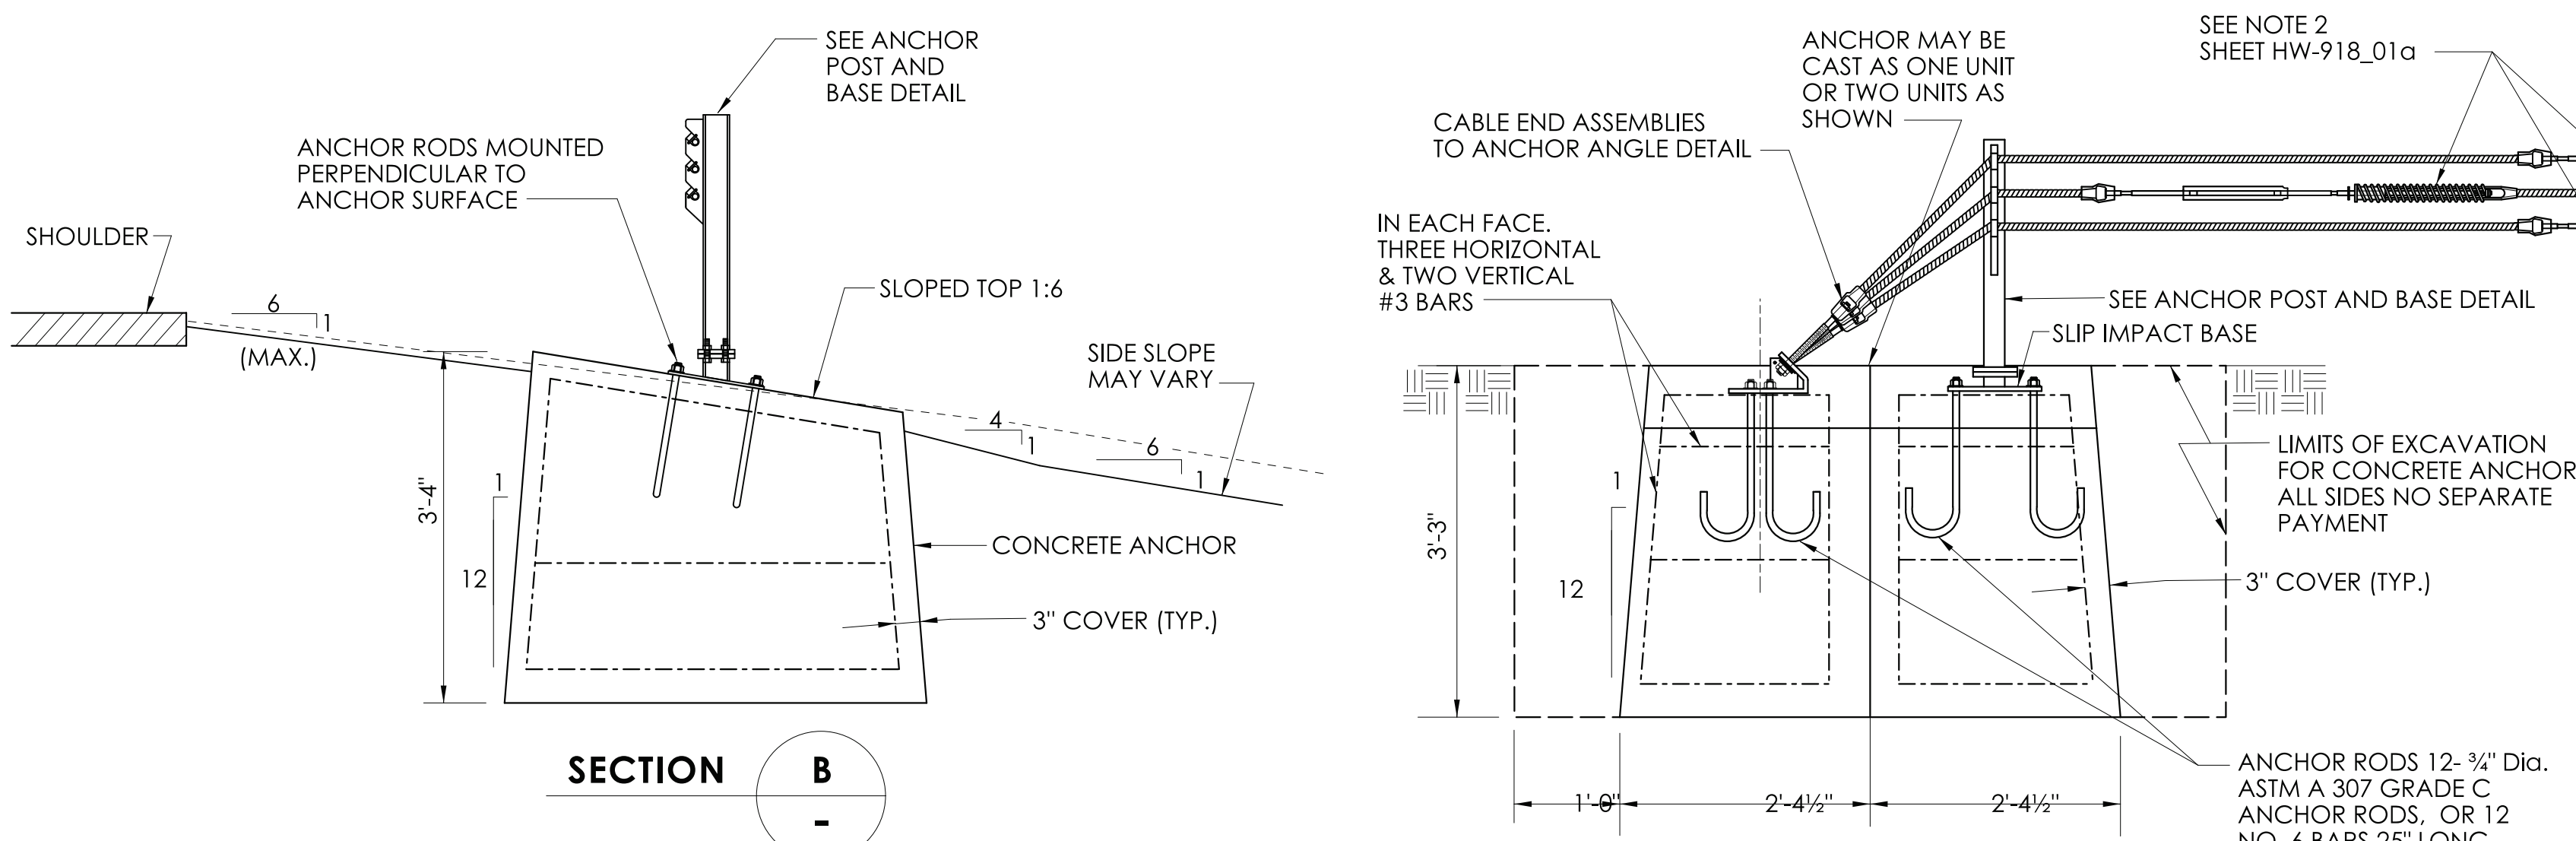 SEE ANCHOR
POST AND
BASE DETAIL
ANCHOR RODS MOUNTED
PERPENDICULAR TO
ANCHOR SURFACE
SHOULDER
6
1
(MAX.)
SLOPED TOP 1:6
SIDE SLOPE
MAY VARY
4
1
6
1
3'-4"
1
12
CONCRETE ANCHOR
3" COVER (TYP.)
SECTION
B
-
ANCHOR MAY BE
CAST AS ONE UNIT
OR TWO UNITS AS
SHOWN
SEE NOTE 2
SHEET HW-918_01a
CABLE END ASSEMBLIES
TO ANCHOR ANGLE DETAIL
IN EACH FACE.
THREE HORIZONTAL
& TWO VERTICAL
#3 BARS
SEE ANCHOR POST AND BASE DETAIL
SLIP IMPACT BASE
LIMITS OF EXCAVATION
FOR CONCRETE ANCHOR
ALL SIDES NO SEPARATE
PAYMENT
3'-3"
1
12
3" COVER (TYP.)
1'-0"
2'-4½"
2'-4½"
ANCHOR RODS 12- ¾" Dia.
ASTM A 307 GRADE C
ANCHOR RODS, OR 12
NO. 6 BARS 25" LONG